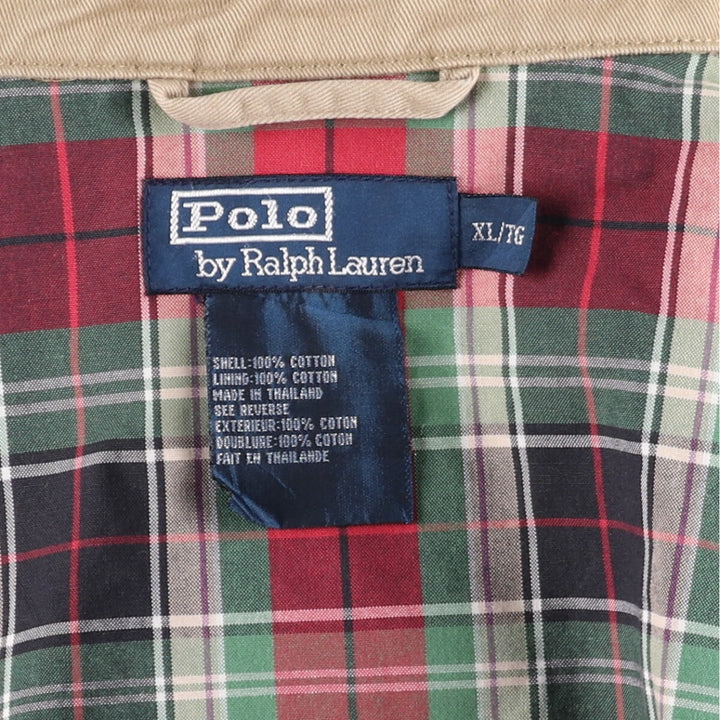 Polo
by Ralph Lauren
XL/TG
SHELL:100% COTTON
LINING:100% COTTON
MADE IN THAILAND
SEE REVERSE
EXTERIEUR:100% COTON
DOUBLURE:100% COTON
FAIT EN THAILANDE